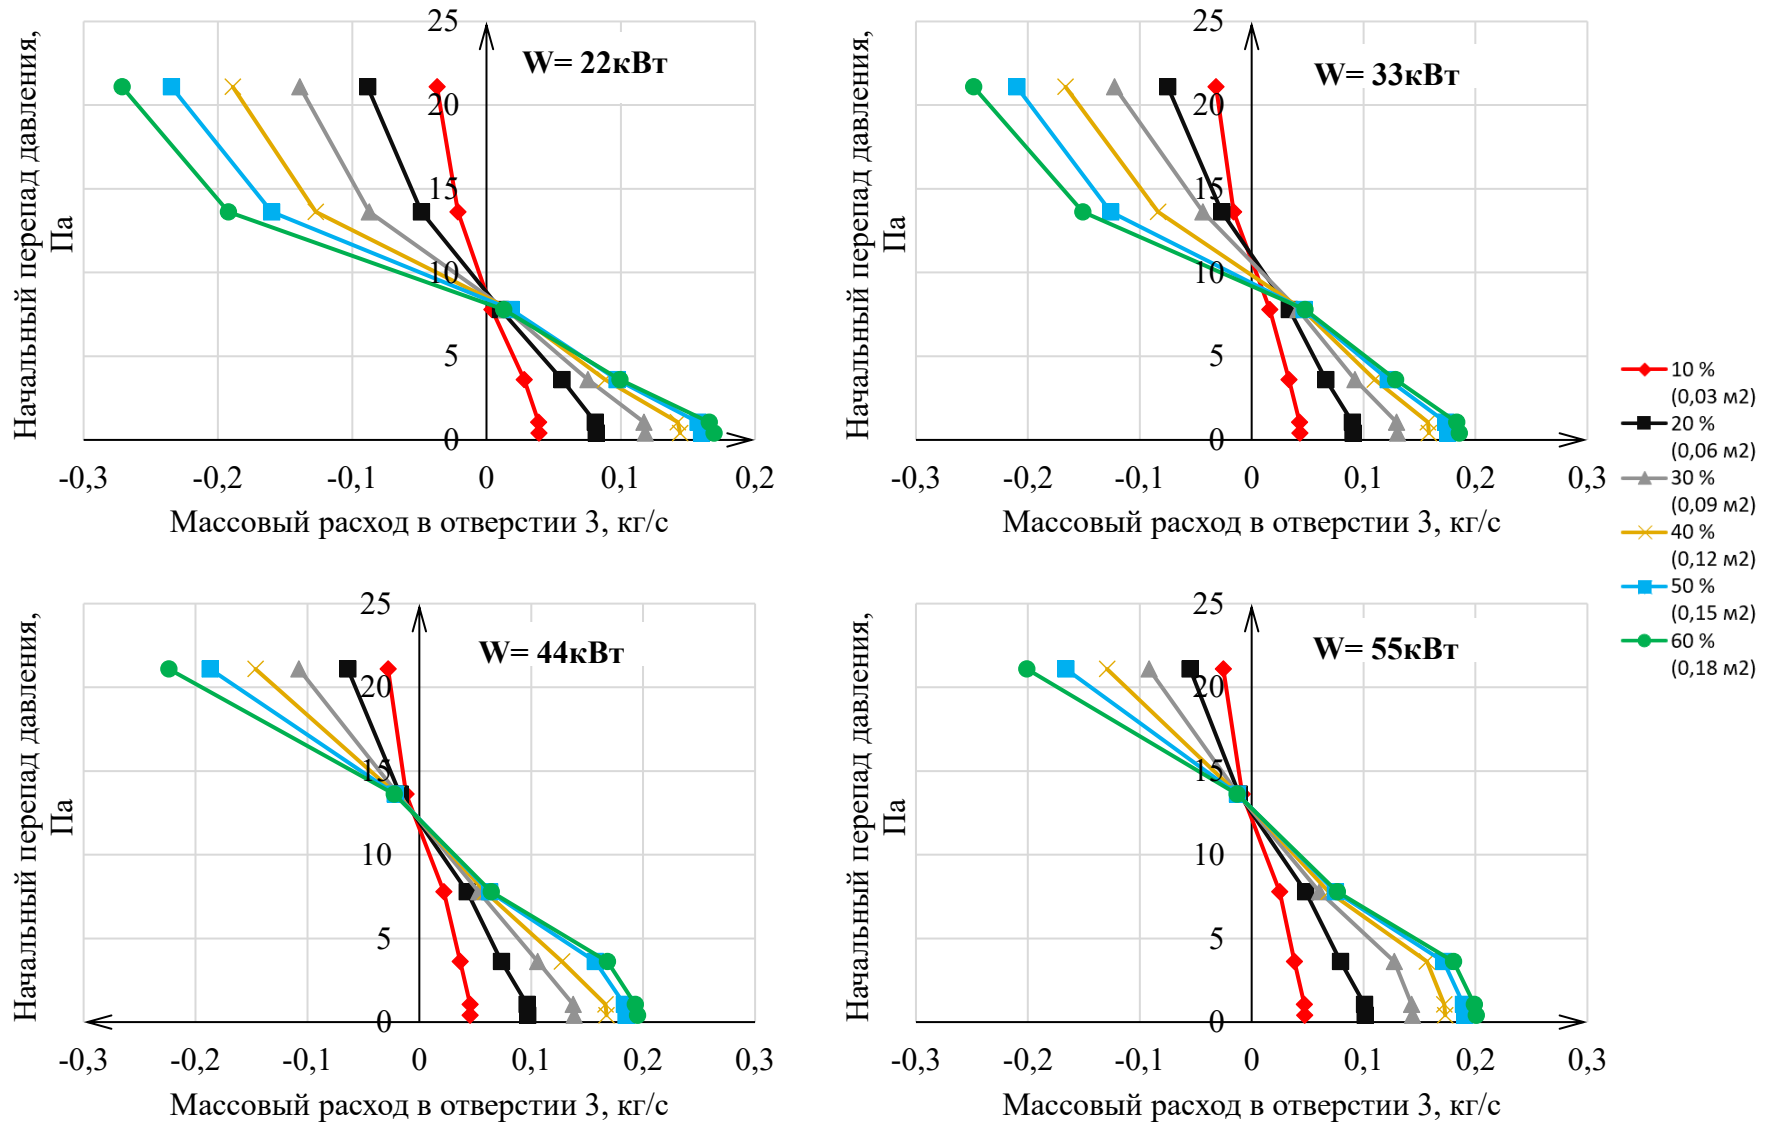 Начальный перепад давления,
Па
25
20
15
10
5
0
W= 22кВт
-0,3 -0,2 -0,1 0 0,1 0,2
Массовый расход в отверстии 3, кг/с
Начальный перепад давления,
Па
25
20
15
10
5
0
W= 33кВт
-0,3 -0,2 -0,1 0 0,1 0,2 0,3
Массовый расход в отверстии 3, кг/с
10 %
(0,03 м2)
20 %
(0,06 м2)
30 %
(0,09 м2)
40 %
(0,12 м2)
50 %
(0,15 м2)
60 %
(0,18 м2)
Начальный перепад давления,
Па
25
20
15
10
5
0
W= 44кВт
-0,3 -0,2 -0,1 0 0,1 0,2 0,3
Массовый расход в отверстии 3, кг/с
Начальный перепад давления,
Па
25
20
15
10
5
0
W= 55кВт
-0,3 -0,2 -0,1 0 0,1 0,2 0,3
Массовый расход в отверстии 3, кг/с